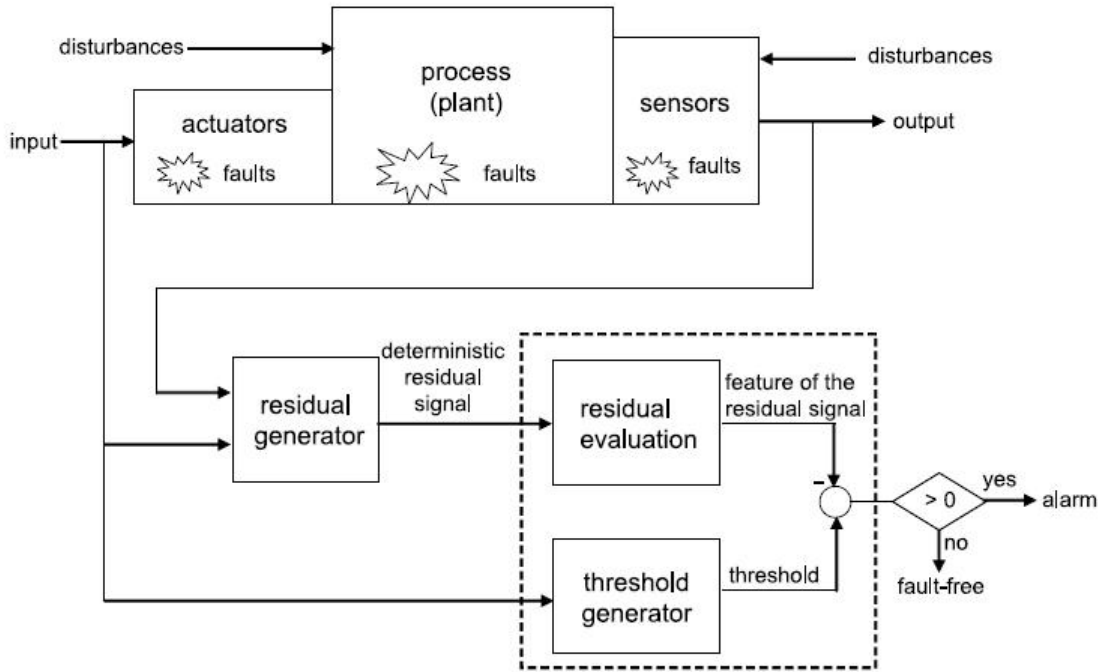 disturbances
process
(plant)
disturbances
sensors
actuators
input
output
faults
faults
faults
deterministic
residual
signal
feature of the
residual signal
residual
generator
residual
evaluation
-
> 0
yes
alarm
no
fault-free
threshold
generator
threshold